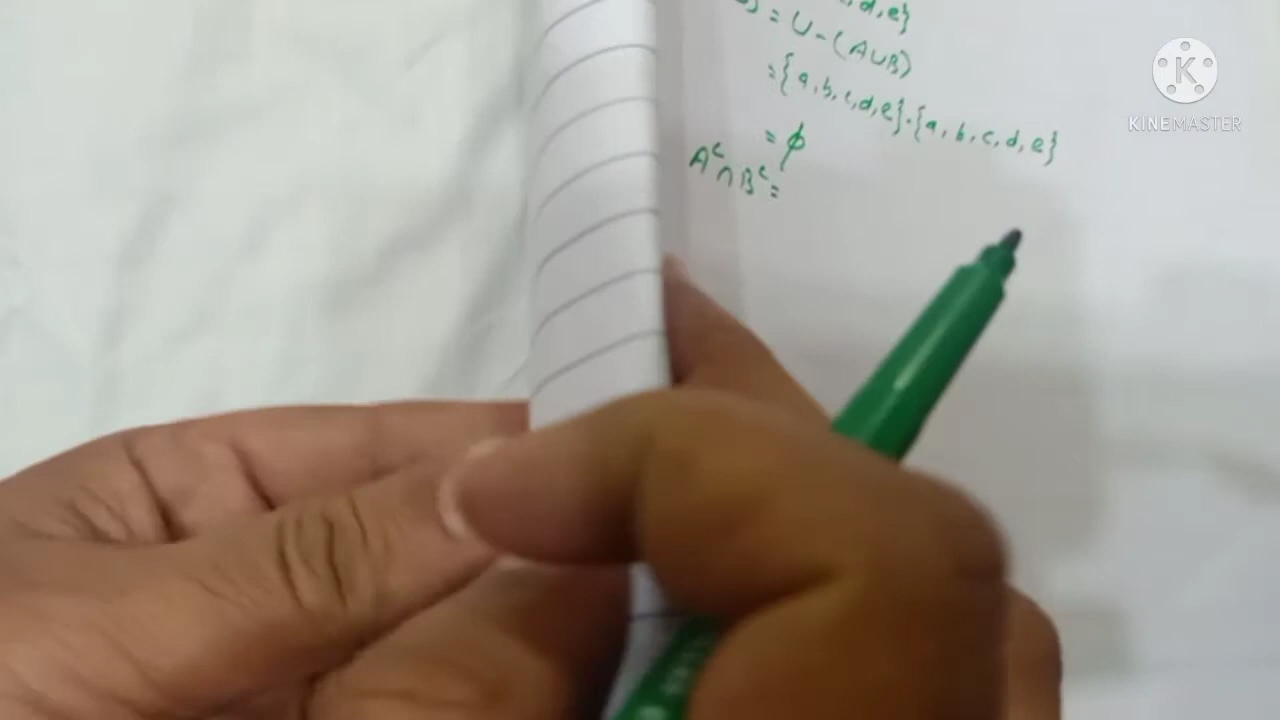 d,e}
= U-(A∪B)
={a,b,c,d,e}-{a,b,c,d,e}
= ϕ
Aᶜ∩Bᶜ=
K
KINEMASTER